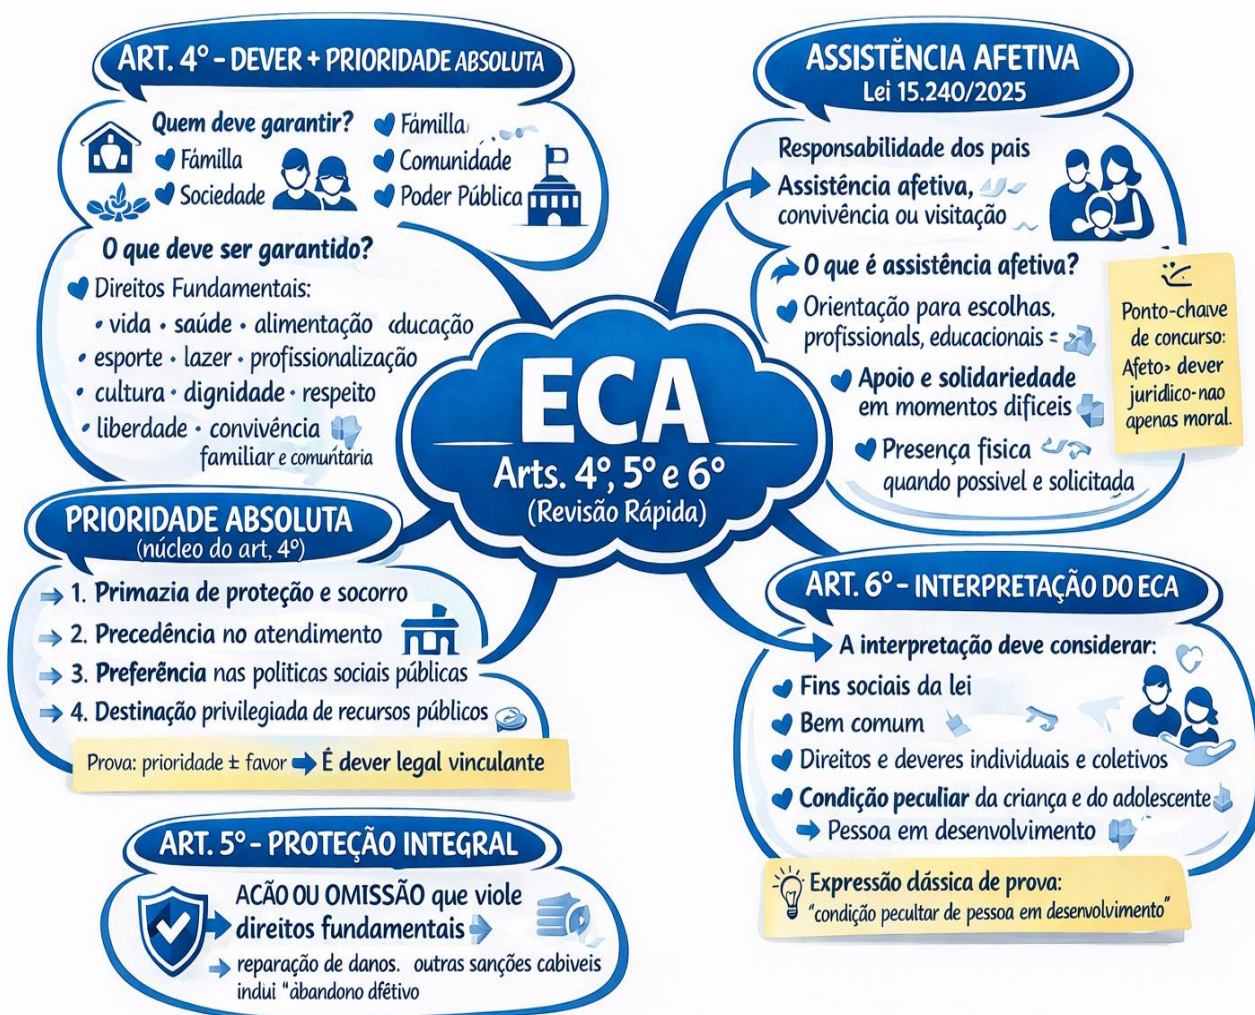 ART. 4º - DEVER + PRIORIDADE ABSOLUTA
Quem deve garantir?
Fámilla
Sociedade
Fámilla
Comunidade
Poder Pública
O que deve ser garantido?
Direitos Fundamentais:
• vida • saúde • alimentação educação
• esporte • lazer • profissionalização
• cultura • dignidade • respeito
• liberdade • convivência
familiar e comunitaria
PRIORIDADE ABSOLUTA
(núcleo do art, 4º)
1. Primazia de proteção e socorro
2. Precedência no atendimento
3. Preferência nas politicas sociais públicas
4. Destinação privilegiada de recursos públicos
Prova: prioridade ± favor ➡ É dever legal vinculante
ART. 5º - PROTEÇÃO INTEGRAL
ACÃO OU OMISSÃO que viole
direitos fundamentais
reparação de danos. outras sanções cabiveis
indui "àbandono dfétivo
ECA
Arts. 4º, 5º e 6º
(Revisão Rápida)
ASSISTÊNCIA AFETIVA
Lei 15.240/2025
Responsabilidade dos pais
Assisténcia afetiva,
convivência ou visitação
O que é assistência afetiva?
Orientação para escolhas,
profissionals, educacionais =
Apoio e solidariedade
em momentos dificeis
Presença fisica
quando possivel e solicitada
Ponto-chave
de concurso:
Afeto› dever
juridlico-nao
apenas moral.
ART. 6º - INTERPRETAÇÃO DO ECA
A interpretação deve considerar:
Fins sociais da lei
Bem comum
Direitos e deveres individuais e coletivos
Condição peculiar da criança e do adolescente
➡ Pessoa em desenvolvimento
Expressão dássica de prova:
"condição pecultar de pessoa em desenvolvimento"